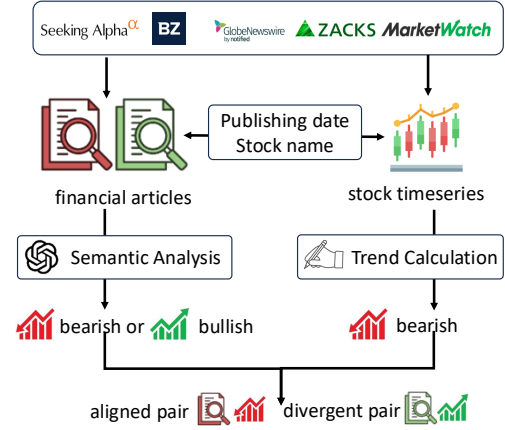 Seeking Alpha α
BZ
GlobeNewswire
by notified
ZACKS
MarketWatch
Publishing date
Stock name
financial articles
stock timeseries
Semantic Analysis
Trend Calculation
bearish or bullish
bearish
aligned pair
divergent pair